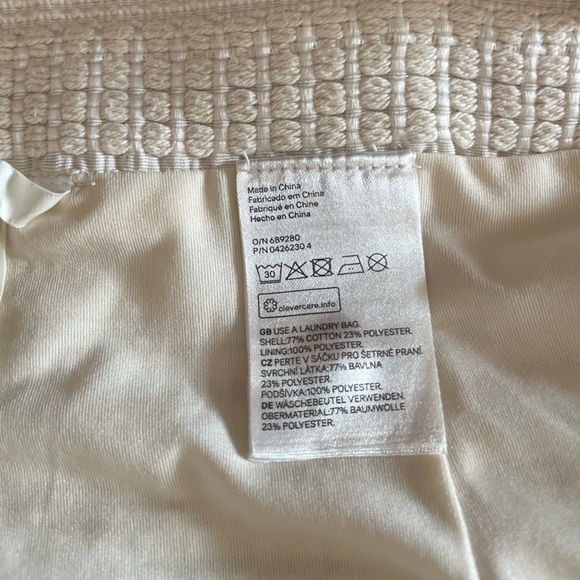 Made in China
Fabricado em China
Fabriqué en Chine
Hecho en China
O/N 689280
P/N 0426230 4
30
clevercare.info
GB USE A LAUNDRY BAG.
SHELL:77% COTTON 23% POLYESTER.
LINING:100% POLYESTER.
CZ PERTE V SÁČKU PRO ŠETRNÉ PRANÍ.
SVRCHNÍ LÁTKA:77% BAVLNA
23% POLYESTER.
PODŠÍVKA:100% POLYESTER.
DE WÄSCHEBEUTEL VERWENDEN.
OBERMATERIAL:77% BAUMWOLLE
23% POLYESTER.